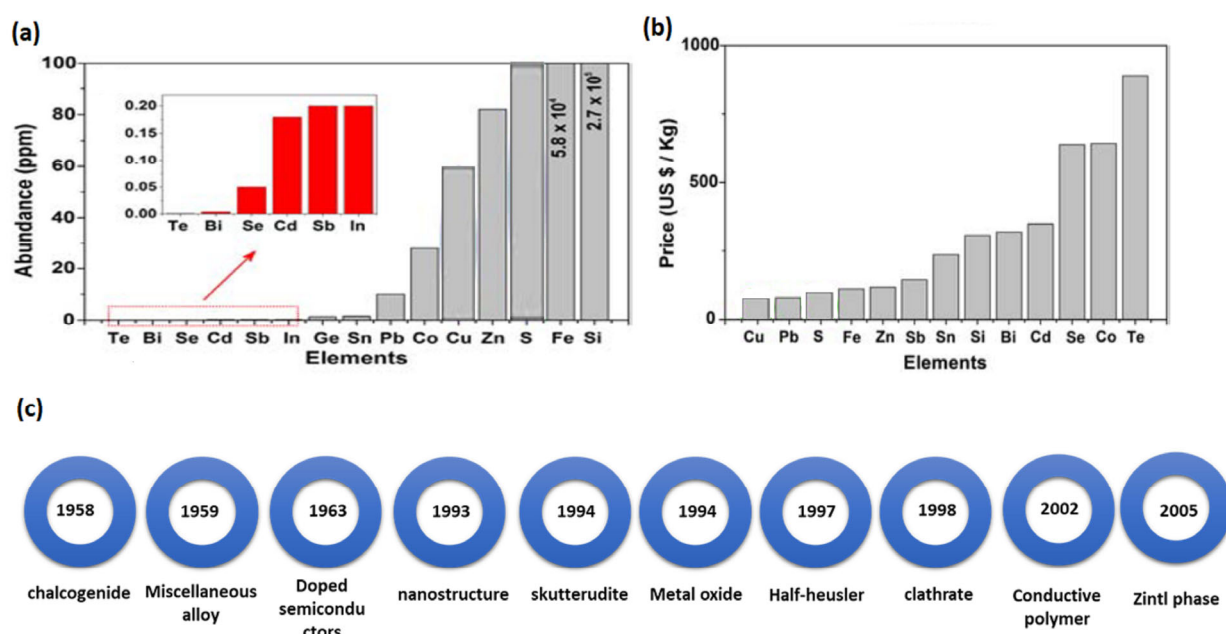 (a)
Abundance (ppm)
100
80
60
40
20
0
0.20
0.15
0.10
0.05
0.00
Te Bi Se Cd Sb In
5.8 x 10⁴
2.7 x 10⁵
Te Bi Se Cd Sb In Ge Sn Pb Co Cu Zn S Fe Si
Elements
(b)
Price (US $ / Kg)
1000
500
0
Cu Pb S Fe Zn Sb Sn Si Bi Cd Se Co Te
Elements
(c)
1958 1959 1963 1993 1994 1994 1997 1998 2002 2005
chalcogenide
Miscellaneous
alloy
Doped
semicondu
ctors
nanostructure
skutterudite
Metal oxide
Half-heusler
clathrate
Conductive
polymer
Zintl phase